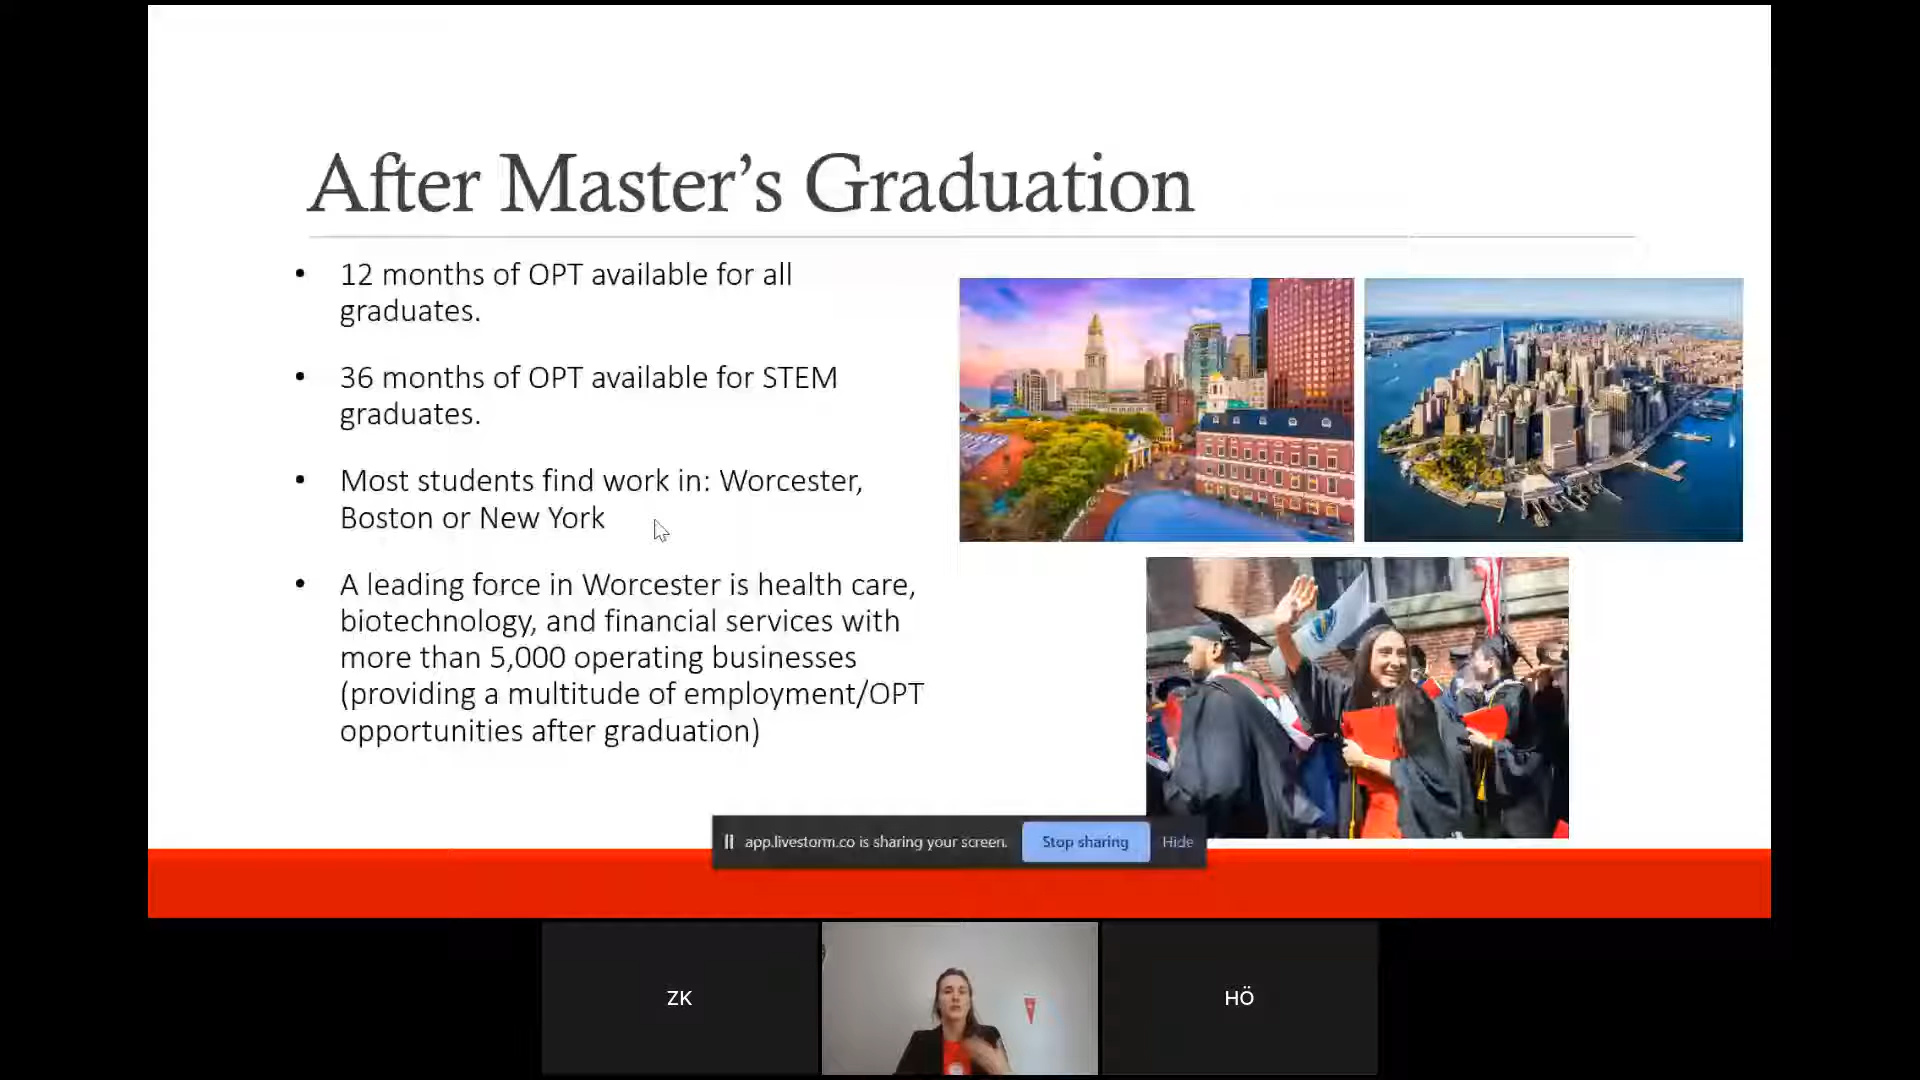 After Master’s Graduation
• 12 months of OPT available for all
graduates.
• 36 months of OPT available for STEM
graduates.
• Most students find work in: Worcester,
Boston or New York
• A leading force in Worcester is health care,
biotechnology, and financial services with
more than 5,000 operating businesses
(providing a multitude of employment/OPT
opportunities after graduation)
app.livestorm.co is sharing your screen. Stop sharing Hide
ZK
HÖ